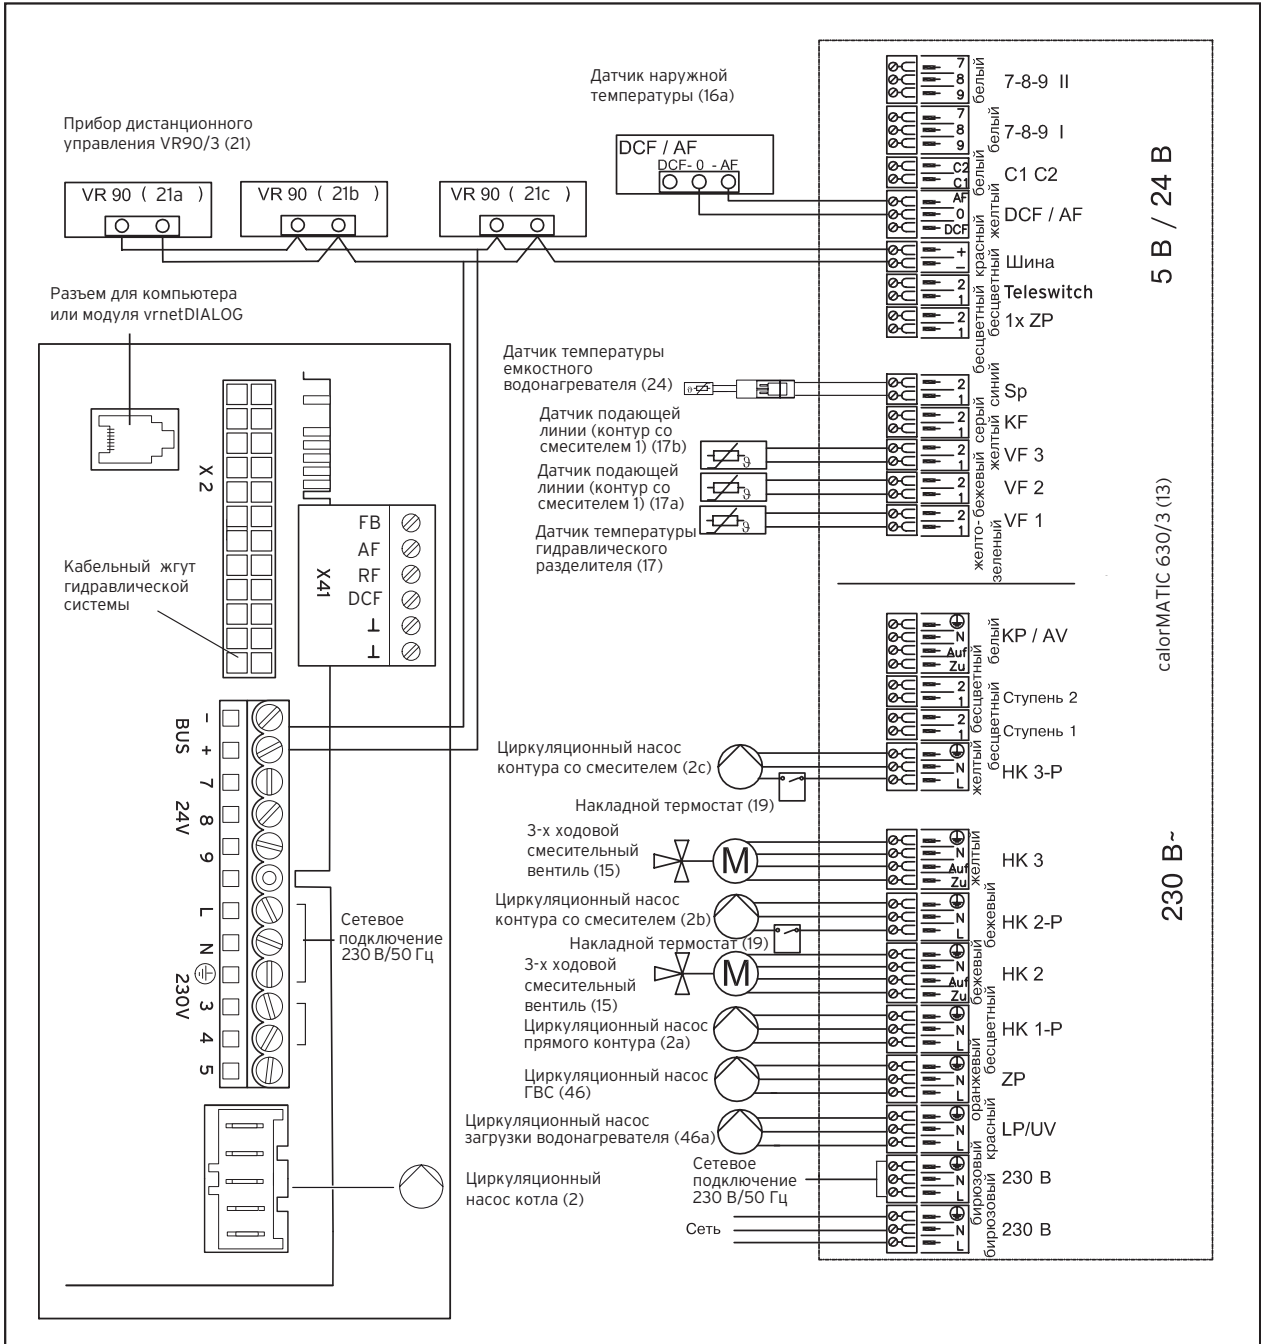 Датчик наружной
температуры (16a)
Прибор дистанционного
управления VR90/3 (21)
DCF / AF
DCF- 0 - AF
VR 90 ( 21a )
VR 90 ( 21b )
VR 90 ( 21c )
Разъем для компьютера
или модуля vrnetDIALOG
X 2
Кабельный жгут
гидравлической
системы
X41
FB
AF
RF
DCF
⊥
⊥
BUS
−
+
24V
7
8
9
230V
L
N
3
4
5
Сетевое
подключение
230 В/50 Гц
Циркуляционный
насос котла (2)
Датчик температуры
емкостного
водонагревателя (24)
Датчик подающей
линии (контур со
смесителем 1) (17b)
Датчик подающей
линии (контур со
смесителем 1) (17a)
Датчик температуры
гидравлического
разделителя (17)
ϑ
ϑ
ϑ
ϑ
Циркуляционный насос
контура со смесителем (2c)
Накладной термостат (19)
3-х ходовой
смесительный
вентиль (15)
M
Циркуляционный насос
контура со смесителем (2b)
Накладной термостат (19)
3-х ходовой
смесительный
вентиль (15)
M
Циркуляционный насос
прямого контура (2a)
Циркуляционный насос
ГВС (46)
Циркуляционный насос
загрузки водонагревателя (46a)
Сетевое
подключение
230 В/50 Гц
Сеть
7
8
9
белый
7-8-9 II
7
8
9
белый
7-8-9 I
C2
C1
белый
C1 C2
AF
0
DCF
желтый
DCF / AF
+
−
красный
Шина
2
1
бесцветный
Teleswitch
2
1
бесцветный
1x ZP
2
1
синий
Sp
2
1
серый
KF
2
1
желтый
VF 3
2
1
бежевый
VF 2
2
1
желто-
зеленый
VF 1
5 В / 24 В
calorMATIC 630/3 (13)
N
Auf
Zu
белый
KP / AV
2
1
бесцветный
Ступень 2
2
1
бесцветный
Ступень 1
N
L
желтый
HK 3-P
N
Auf
Zu
желтый
HK 3
N
L
бежевый
HK 2-P
N
Auf
Zu
бежевый
HK 2
N
L
бесцветный
HK 1-P
N
L
оранжевый
ZP
N
L
красный
LP/UV
N
L
бирюзовый
230 В
N
L
бирюзовый
230 В
230 В~